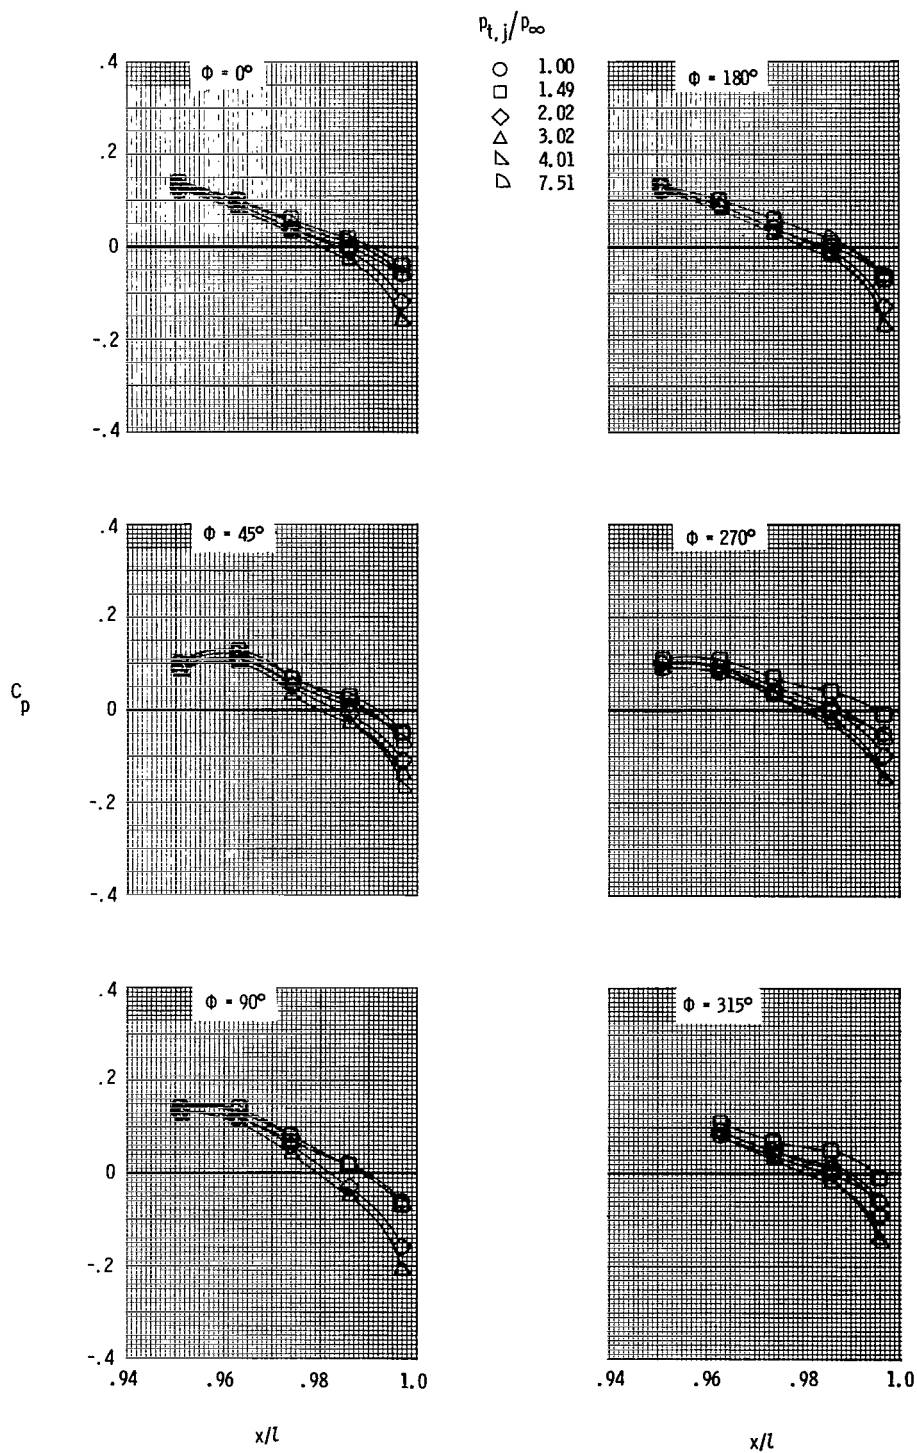 p_{t,j}/p_∞
1.00
1.49
2.02
3.02
4.01
7.51
Φ = 0°
.4
.2
0
-.2
-.4
Φ = 180°
Φ = 45°
.4
.2
0
-.2
-.4
Φ = 270°
C_p
Φ = 90°
.4
.2
0
-.2
-.4
Φ = 315°
.94 .96 .98 1.0
.94 .96 .98 1.0
x/l
x/l